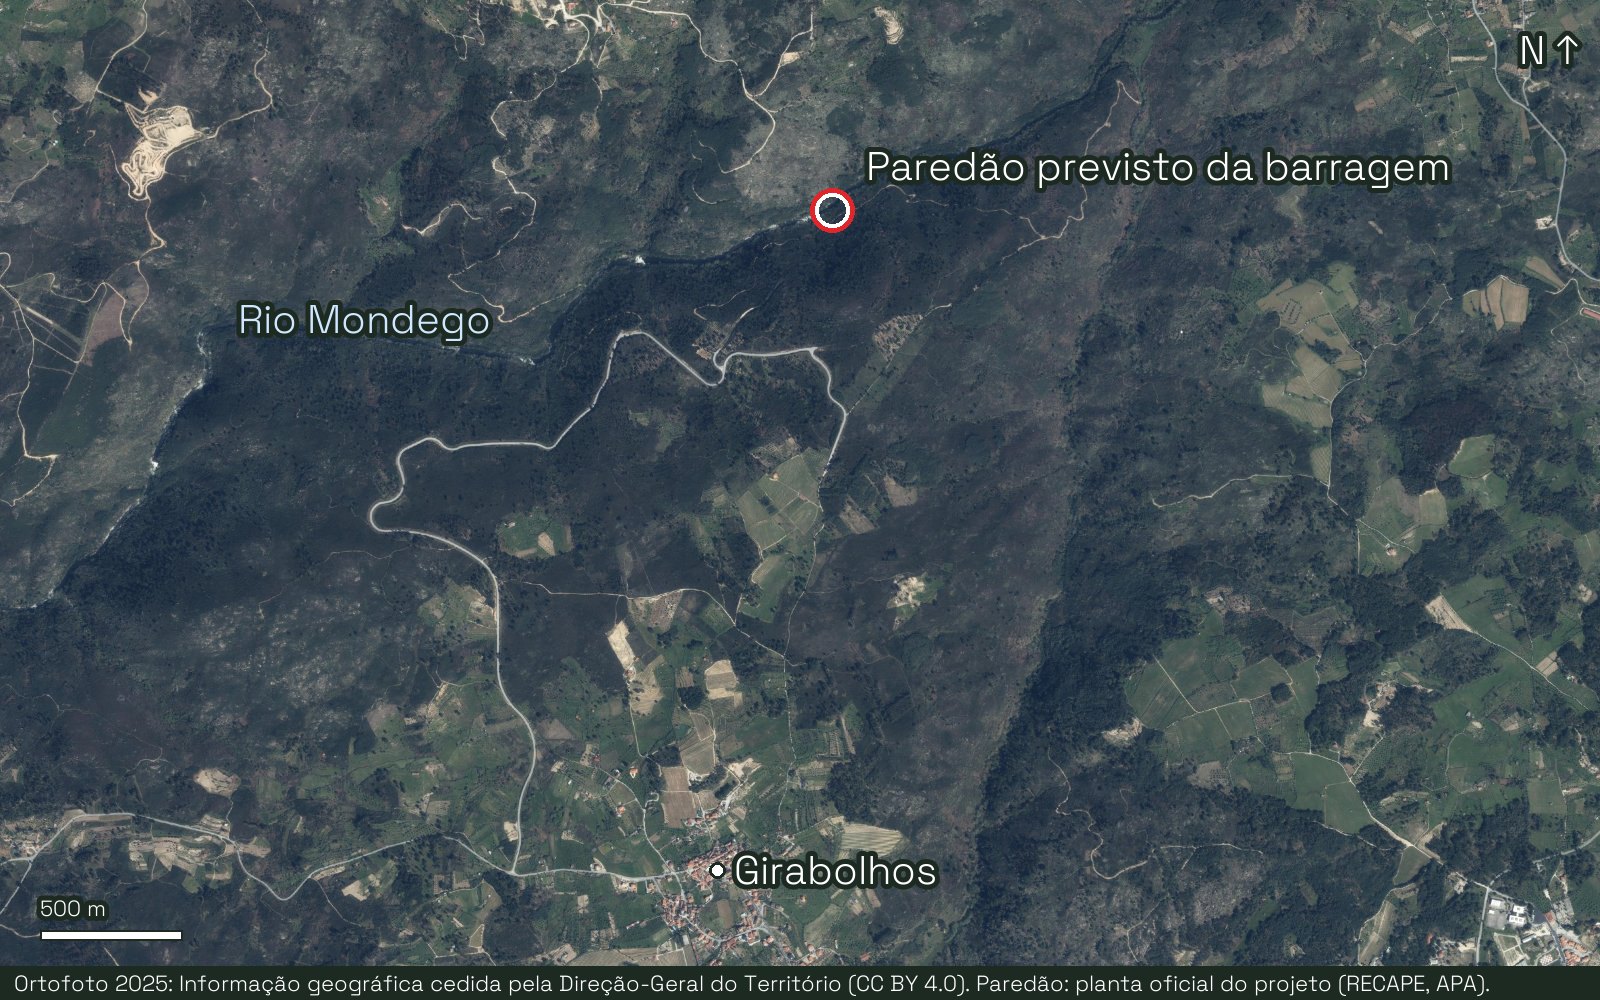 N ↑
Paredão previsto da barragem
Rio Mondego
Girabolhos
500 m
Ortofoto 2025: Informação geográfica cedida pela Direção-Geral do Território (CC BY 4.0). Paredão: planta oficial do projeto (RECAPE, APA).